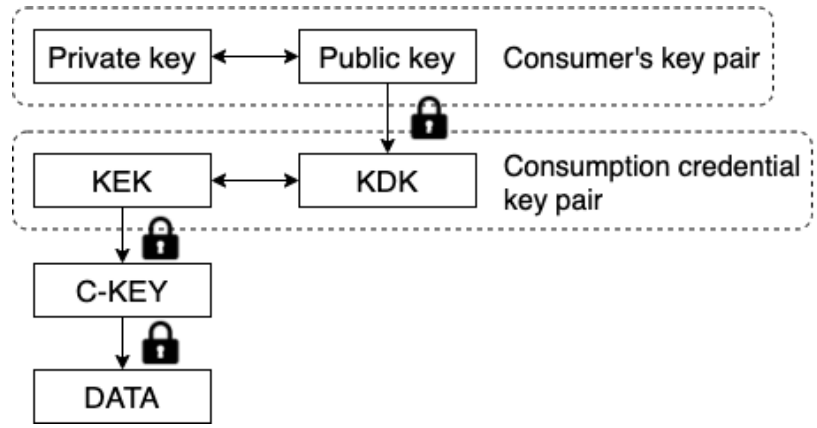 Private key
Public key
Consumer's key pair
KEK
KDK
Consumption credential
key pair
C-KEY
DATA